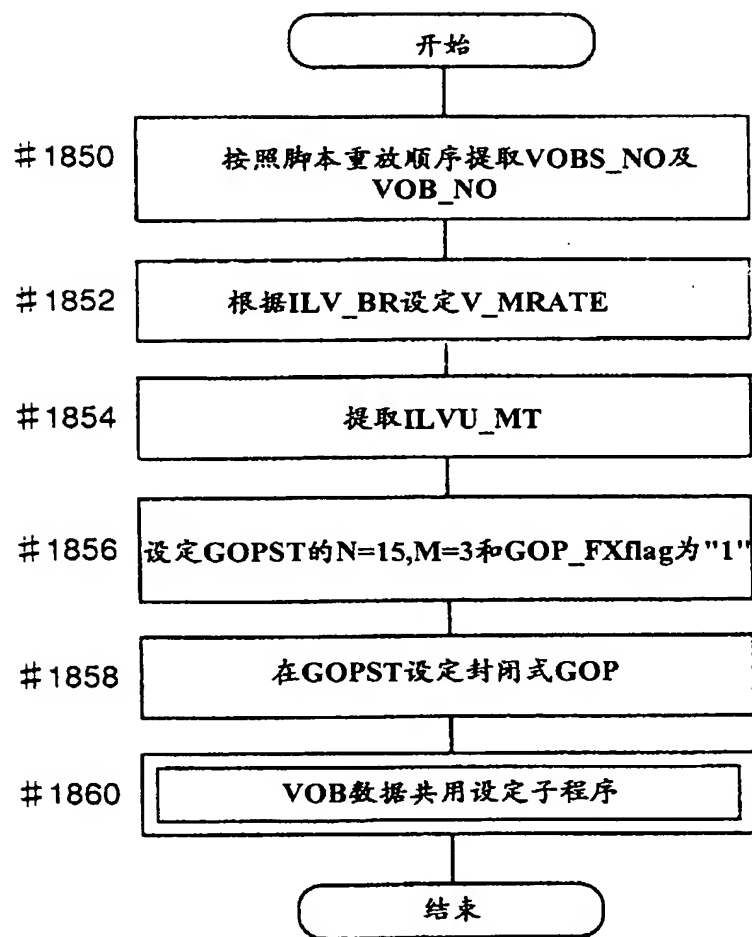 开始
#1850
按照脚本重放顺序提取VOBS_NO及
VOB_NO
#1852
根据ILV_BR设定V_MRATE
#1854
提取ILVU_MT
#1856
设定GOPST的N=15,M=3和GOP_FXflag为"1"
#1858
在GOPST设定封闭式GOP
#1860
VOB数据共用设定子程序
结束